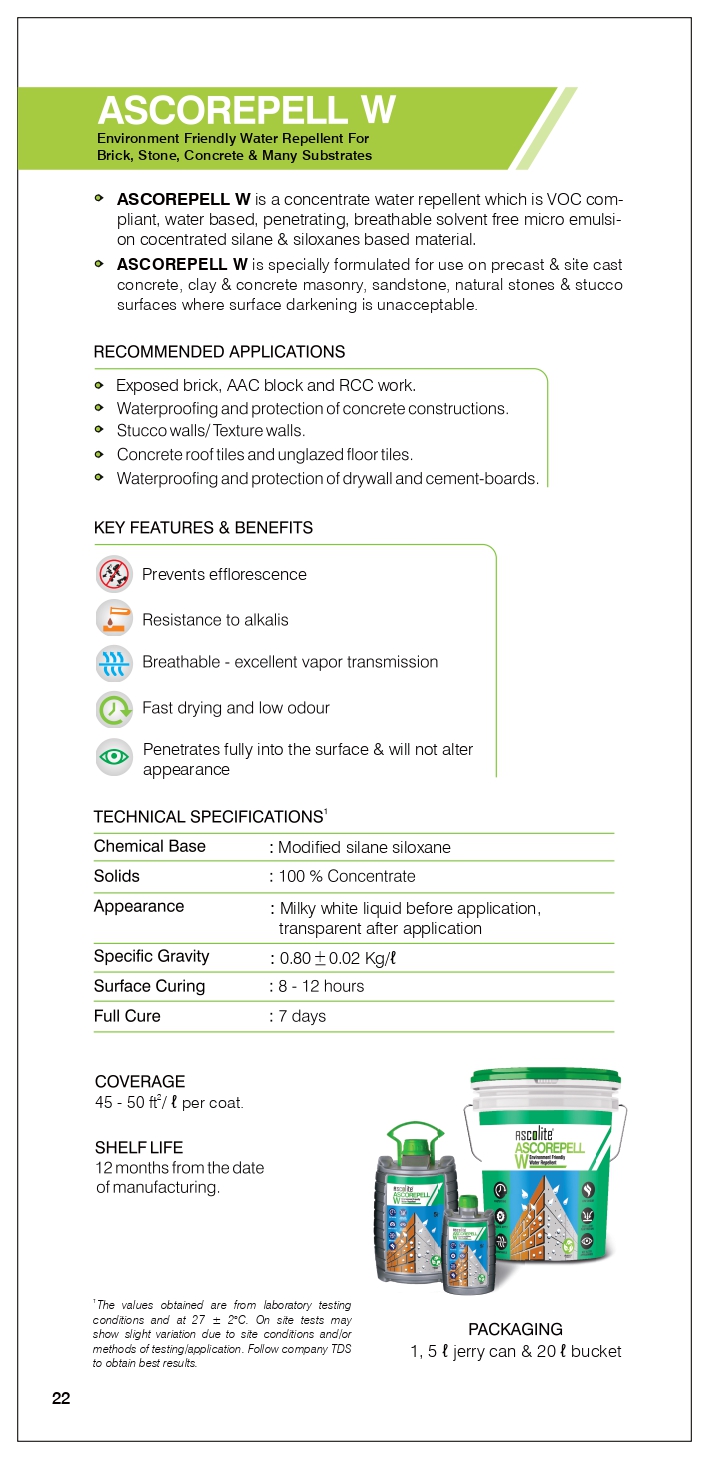 ASCOREPELL W
Environment Friendly Water Repellent For
Brick, Stone, Concrete & Many Substrates
ASCOREPELL W is a concentrate water repellent which is VOC com-
pliant, water based, penetrating, breathable solvent free micro emulsi-
on cocentrated silane & siloxanes based material.
ASCOREPELL W is specially formulated for use on precast & site cast
concrete, clay & concrete masonry, sandstone, natural stones & stucco
surfaces where surface darkening is unacceptable.
RECOMMENDED APPLICATIONS
Exposed brick, AAC block and RCC work.
Waterproofing and protection of concrete constructions.
Stucco walls/ Texture walls.
Concrete roof tiles and unglazed floor tiles.
Waterproofing and protection of drywall and cement-boards.
KEY FEATURES & BENEFITS
Prevents efflorescence
Resistance to alkalis
Breathable - excellent vapor transmission
Fast drying and low odour
Penetrates fully into the surface & will not alter
appearance
TECHNICAL SPECIFICATIONS¹
Chemical Base : Modified silane siloxane
Solids : 100 % Concentrate
Appearance : Milky white liquid before application,
transparent after application
Specific Gravity : 0.80 ± 0.02 Kg/ℓ
Surface Curing : 8 - 12 hours
Full Cure : 7 days
COVERAGE
45 - 50 ft²/ ℓ per coat.
SHELF LIFE
12 months from the date
of manufacturing.
ascolite
ASCOREPELL
W Environment Friendly
Water Repellent
ascolite
ASCOREPELL
W
ascolite
ASCOREPELL
W
¹The values obtained are from laboratory testing
conditions and at 27 ± 2°C. On site tests may
show slight variation due to site conditions and/or
methods of testing/application. Follow company TDS
to obtain best results.
PACKAGING
1, 5 ℓ jerry can & 20 ℓ bucket
22